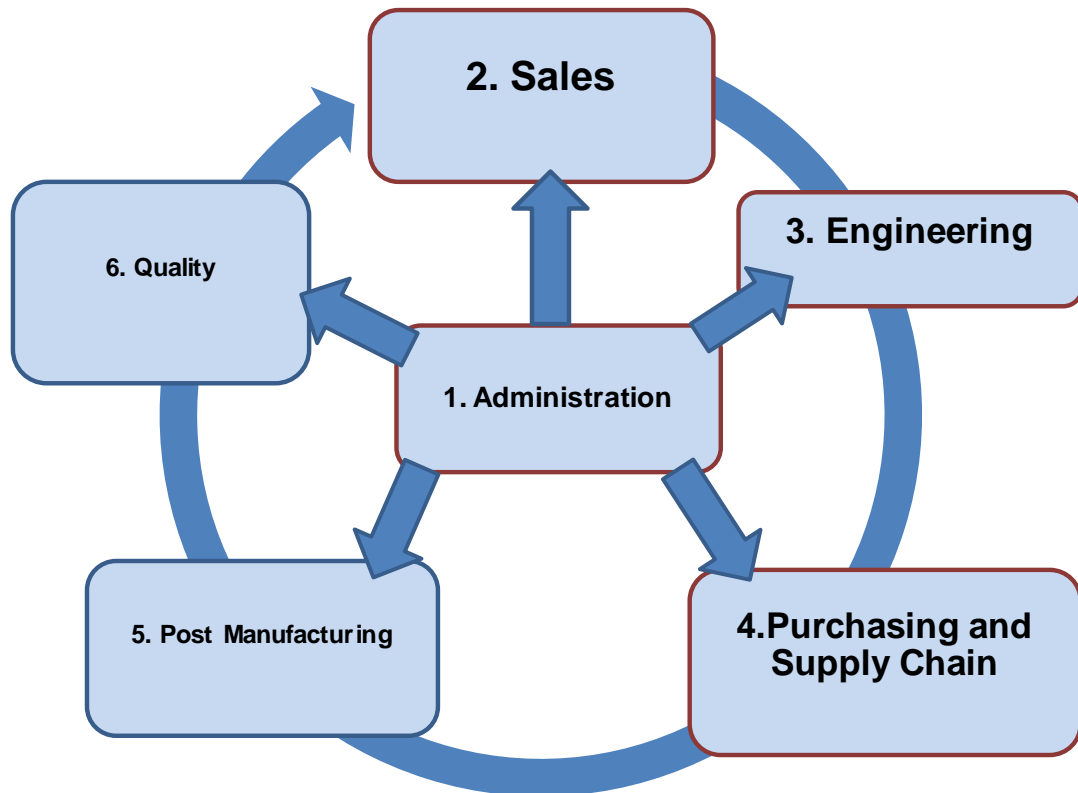 2. Sales
3. Engineering
6. Quality
1. Administration
5. Post Manufacturing
4.Purchasing and
Supply Chain